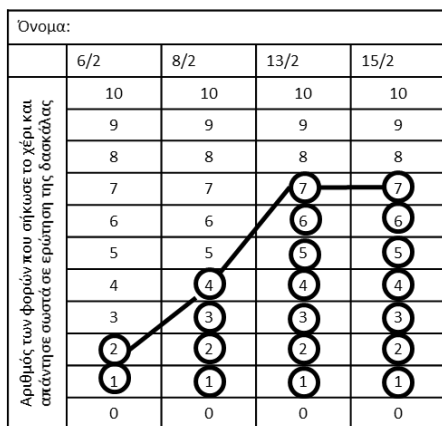 Όνομα:
6/2 8/2 13/2 15/2
Αριθμός των φορών που σήκωσε το χέρι και
απάντησε σωστά σε ερώτηση της δασκάλας
10 10 10 10
9 9 9 9
8 8 8 8
7 7 7 7
6 6 6 6
5 5 5 5
4 4 4 4
3 3 3 3
2 2 2 2
1 1 1 1
0 0 0 0